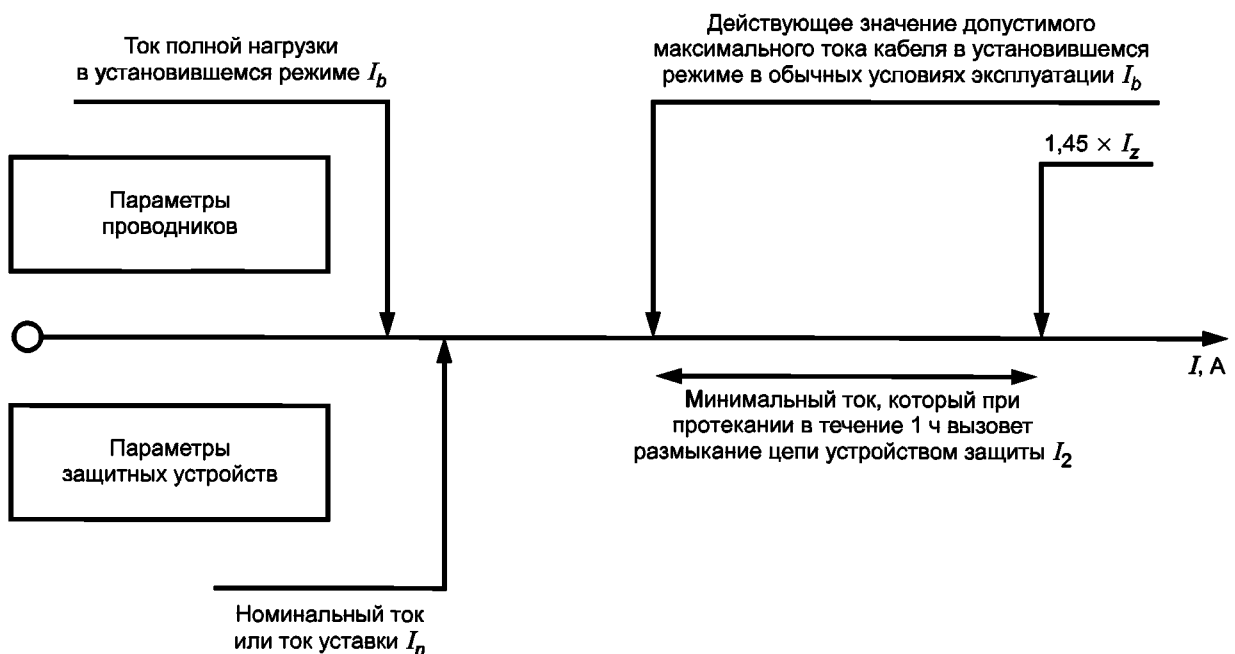 Ток полной нагрузки
в установившемся режиме I_b
Действующее значение допустимого
максимального тока кабеля в установившемся
режиме в обычных условиях эксплуатации I_b
1,45 × I_z
Параметры
проводников
I, А
Минимальный ток, который при
протекании в течение 1 ч вызовет
размыкание цепи устройством защиты I_2
Параметры
защитных устройств
Номинальный ток
или ток уставки I_n